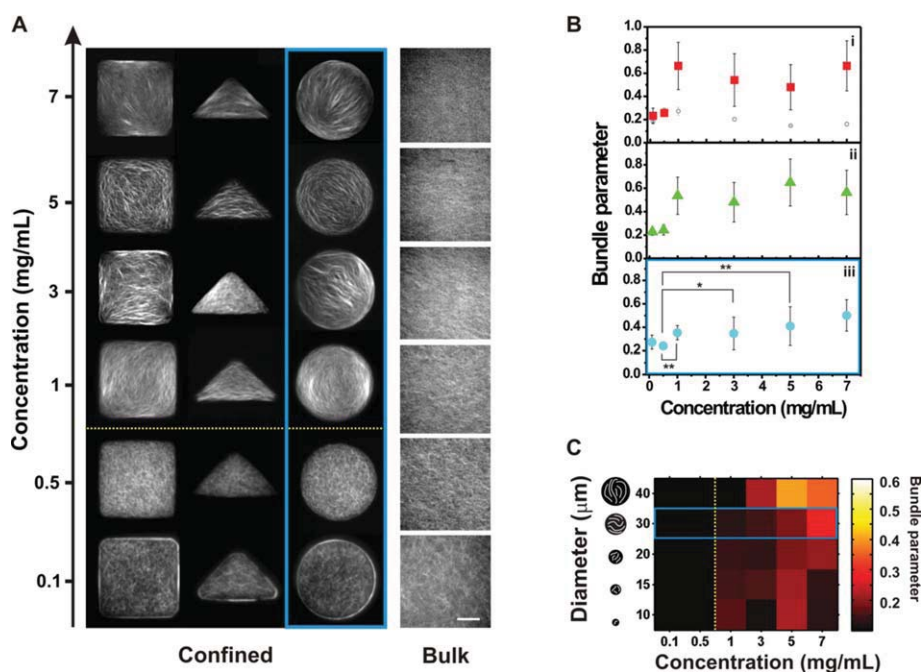 A
Concentration (mg/mL)
7
5
3
1
0.5
0.1
Confined
Bulk
B
Bundle parameter
1.0
0.8
0.6
0.4
0.2
0.0
i
0.8
0.6
0.4
0.2
0.0
ii
0.8
0.6
0.4
0.2
0.0
iii
**
*
**
0 1 2 3 4 5 6 7
Concentration (mg/mL)
C
Diameter (μm)
40
30
20
15
10
0.1 0.5 1 3 5 7
Concentration (mg/mL)
0.6
0.5
0.4
0.3
0.2
Bundle parameter